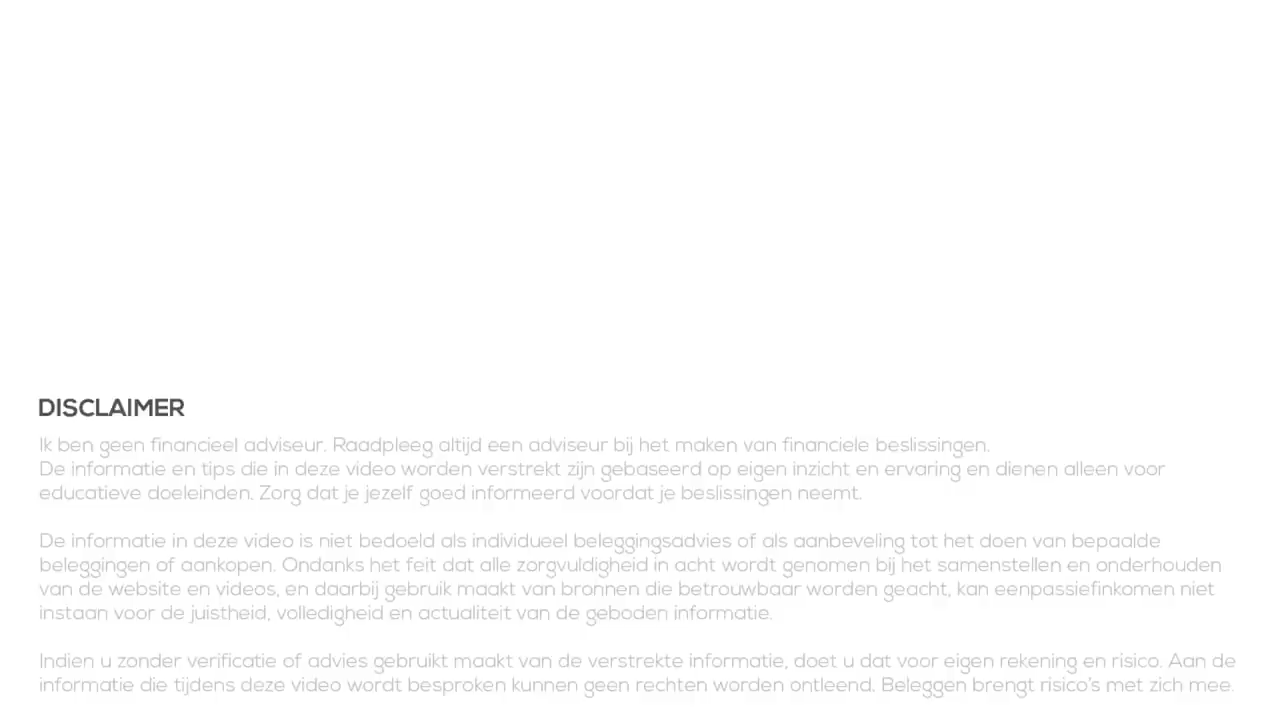 DISCLAIMER
Ik ben geen financieel adviseur. Raadpleeg altijd een adviseur bij het maken van financiele beslissingen.
De informatie en tips die in deze video worden verstrekt zijn gebaseerd op eigen inzicht en ervaring en dienen alleen voor
educatieve doeleinden. Zorg dat je jezelf goed informeerd voordat je beslissingen neemt.
De informatie in deze video is niet bedoeld als individueel beleggingsadvies of als aanbeveling tot het doen van bepaalde
beleggingen of aankopen. Ondanks het feit dat alle zorgvuldigheid in acht wordt genomen bij het samenstellen en onderhouden
van de website en videos, en daarbij gebruik maakt van bronnen die betrouwbaar worden geacht, kan eenpassiefinkomen niet
instaan voor de juistheid, volledigheid en actualiteit van de geboden informatie.
Indien u zonder verificatie of advies gebruikt maakt van de verstrekte informatie, doet u dat voor eigen rekening en risico. Aan de
informatie die tijdens deze video wordt besproken kunnen geen rechten worden ontleend. Beleggen brengt risico's met zich mee.